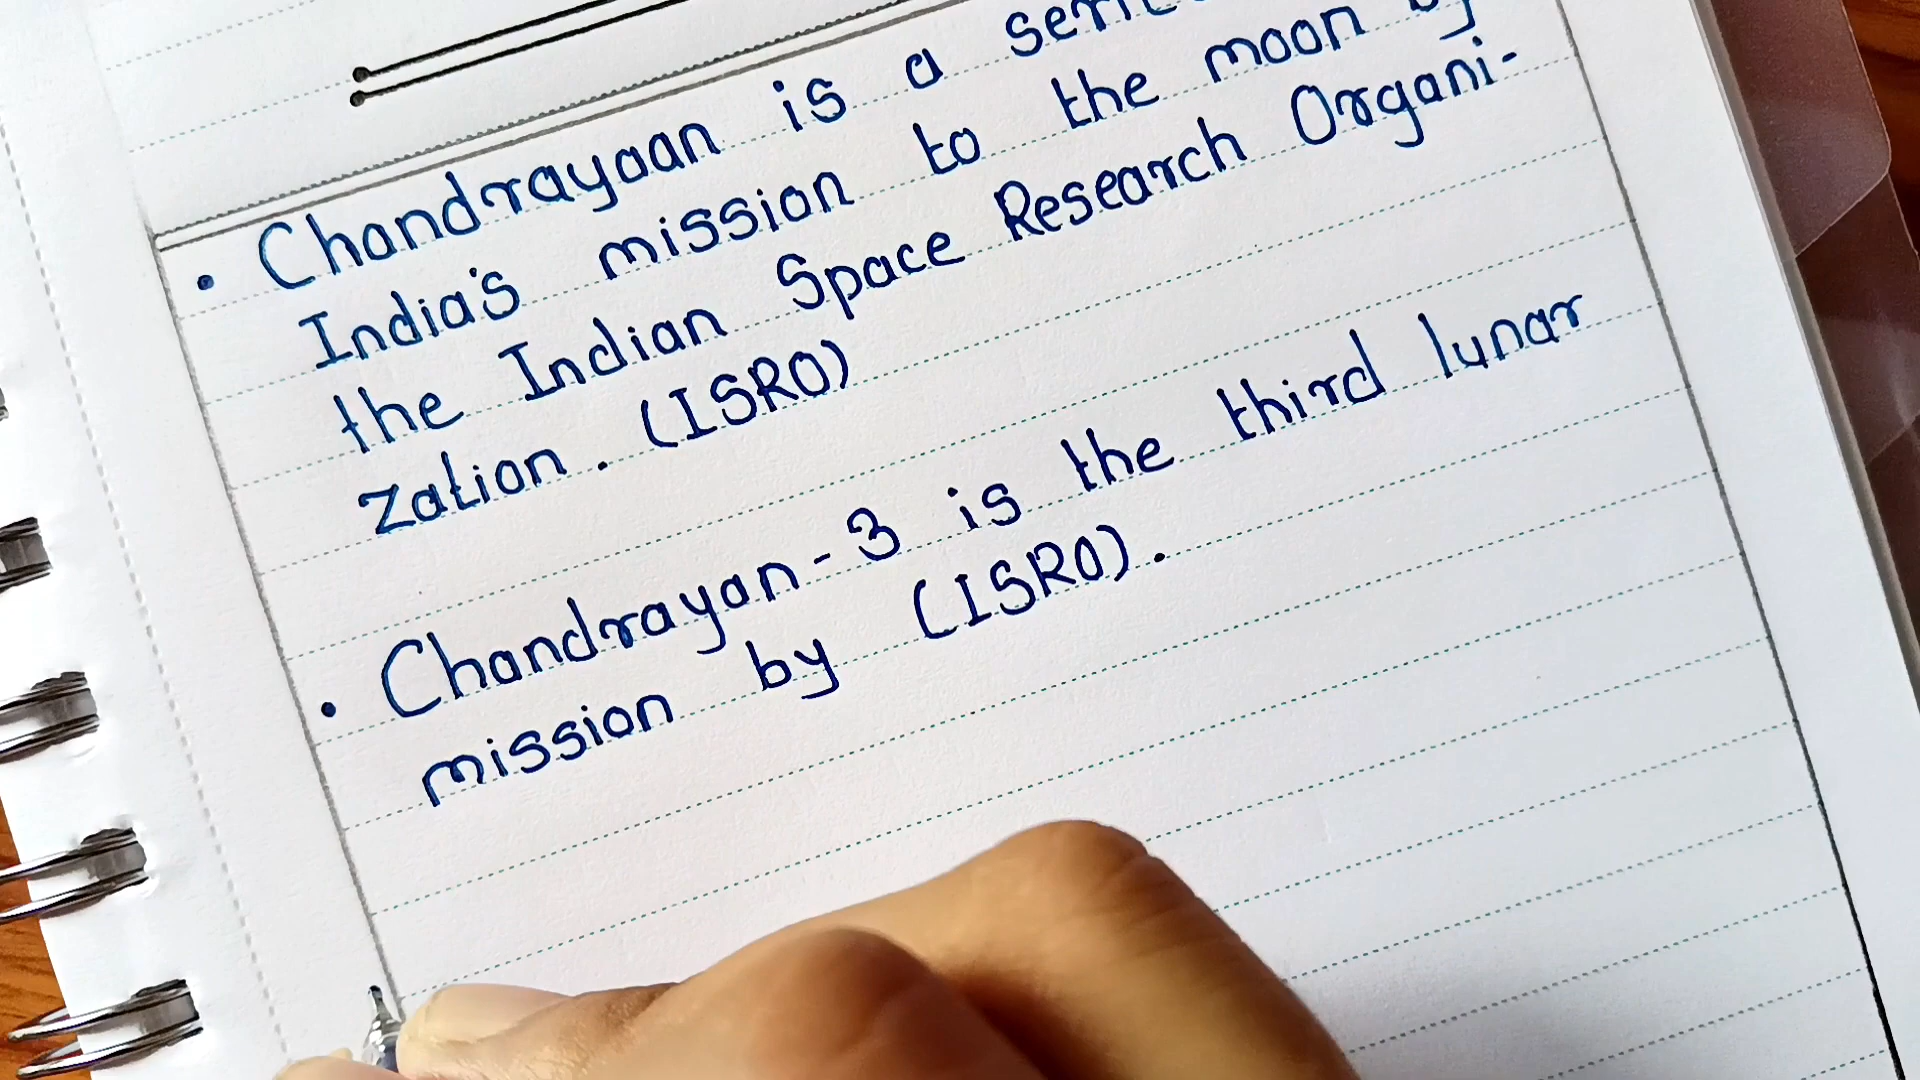 • Chandrayaan is a
India's mission to the moon by
the Indian Space Research Organi-
zation. (ISRO)
• Chandrayan-3 is the third lunar
mission by (ISRO).